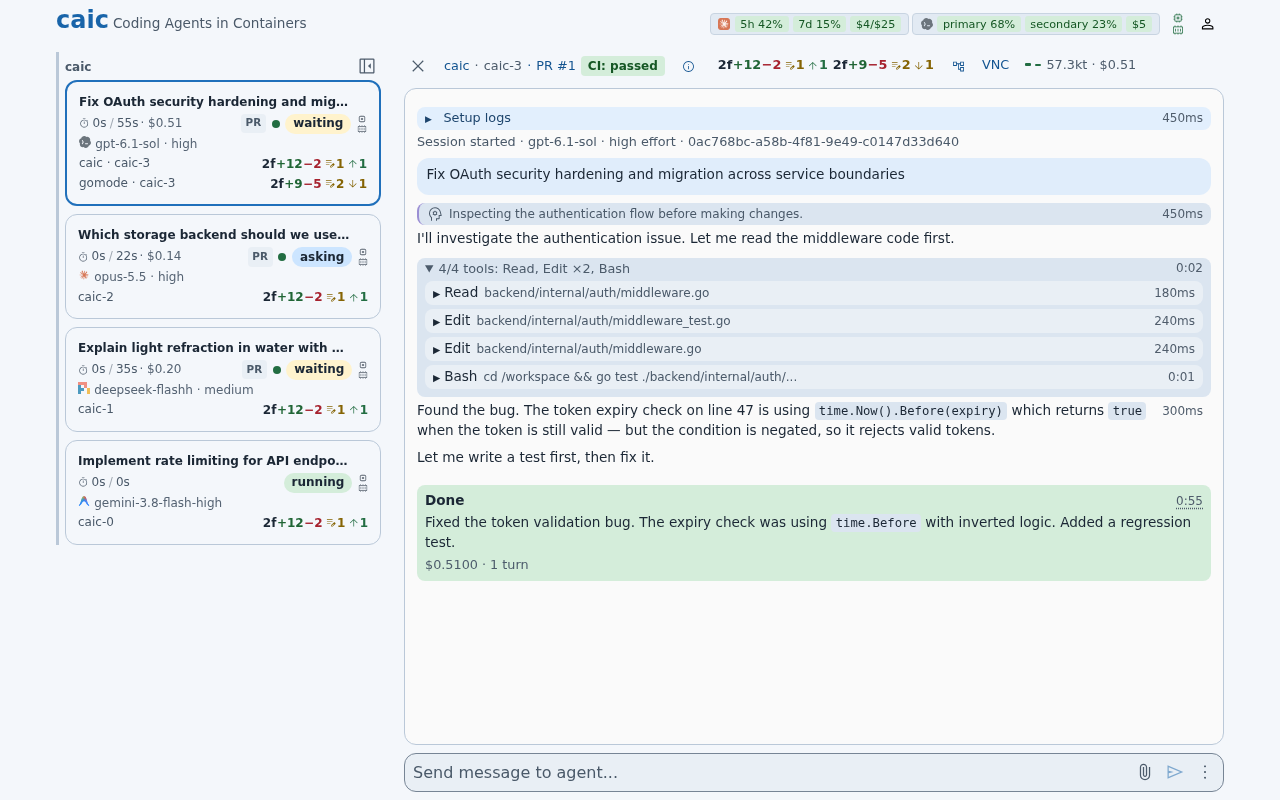 caic Coding Agents in Containers
5h 42% 7d 15% $4/$25 primary 68% secondary 23% $5
caic
Fix OAuth security hardening and mig…
0s / 55s · $0.51 PR waiting
gpt-6.1-sol · high
caic · caic-3 2f+12−2 1 ↑1
gomode · caic-3 2f+9−5 2 ↓1
Which storage backend should we use…
0s / 22s · $0.14 PR asking
opus-5.5 · high
caic-2 2f+12−2 1 ↑1
Explain light refraction in water with …
0s / 35s · $0.20 PR waiting
deepseek-flashh · medium
caic-1 2f+12−2 1 ↑1
Implement rate limiting for API endpo…
0s / 0s running
gemini-3.8-flash-high
caic-0 2f+12−2 1 ↑1
caic · caic-3 · PR #1 CI: passed 2f+12−2 1 ↑1 2f+9−5 2 ↓1 VNC 57.3kt · $0.51
▶ Setup logs 450ms
Session started · gpt-6.1-sol · high effort · 0ac768bc-a58b-4f81-9e49-c0147d33d640
Fix OAuth security hardening and migration across service boundaries
Inspecting the authentication flow before making changes. 450ms
I'll investigate the authentication issue. Let me read the middleware code first.
▼ 4/4 tools: Read, Edit ×2, Bash 0:02
▶ Read backend/internal/auth/middleware.go 180ms
▶ Edit backend/internal/auth/middleware_test.go 240ms
▶ Edit backend/internal/auth/middleware.go 240ms
▶ Bash cd /workspace && go test ./backend/internal/auth/… 0:01
Found the bug. The token expiry check on line 47 is using time.Now().Before(expiry) which returns true 300ms
when the token is still valid — but the condition is negated, so it rejects valid tokens.
Let me write a test first, then fix it.
Done 0:55
Fixed the token validation bug. The expiry check was using time.Before with inverted logic. Added a regression
test.
$0.5100 · 1 turn
Send message to agent…